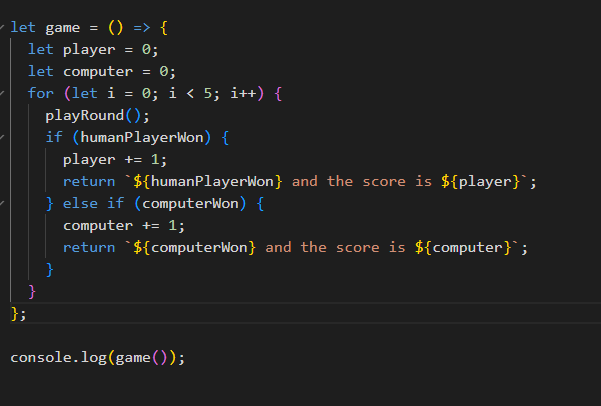 let game = () => {
  let player = 0;
  let computer = 0;
  for (let i = 0; i < 5; i++) {
    playRound();
    if (humanPlayerWon) {
      player += 1;
      return `${humanPlayerWon} and the score is ${player}`;
    } else if (computerWon) {
      computer += 1;
      return `${computerWon} and the score is ${computer}`;
    }
  }
};

console.log(game());